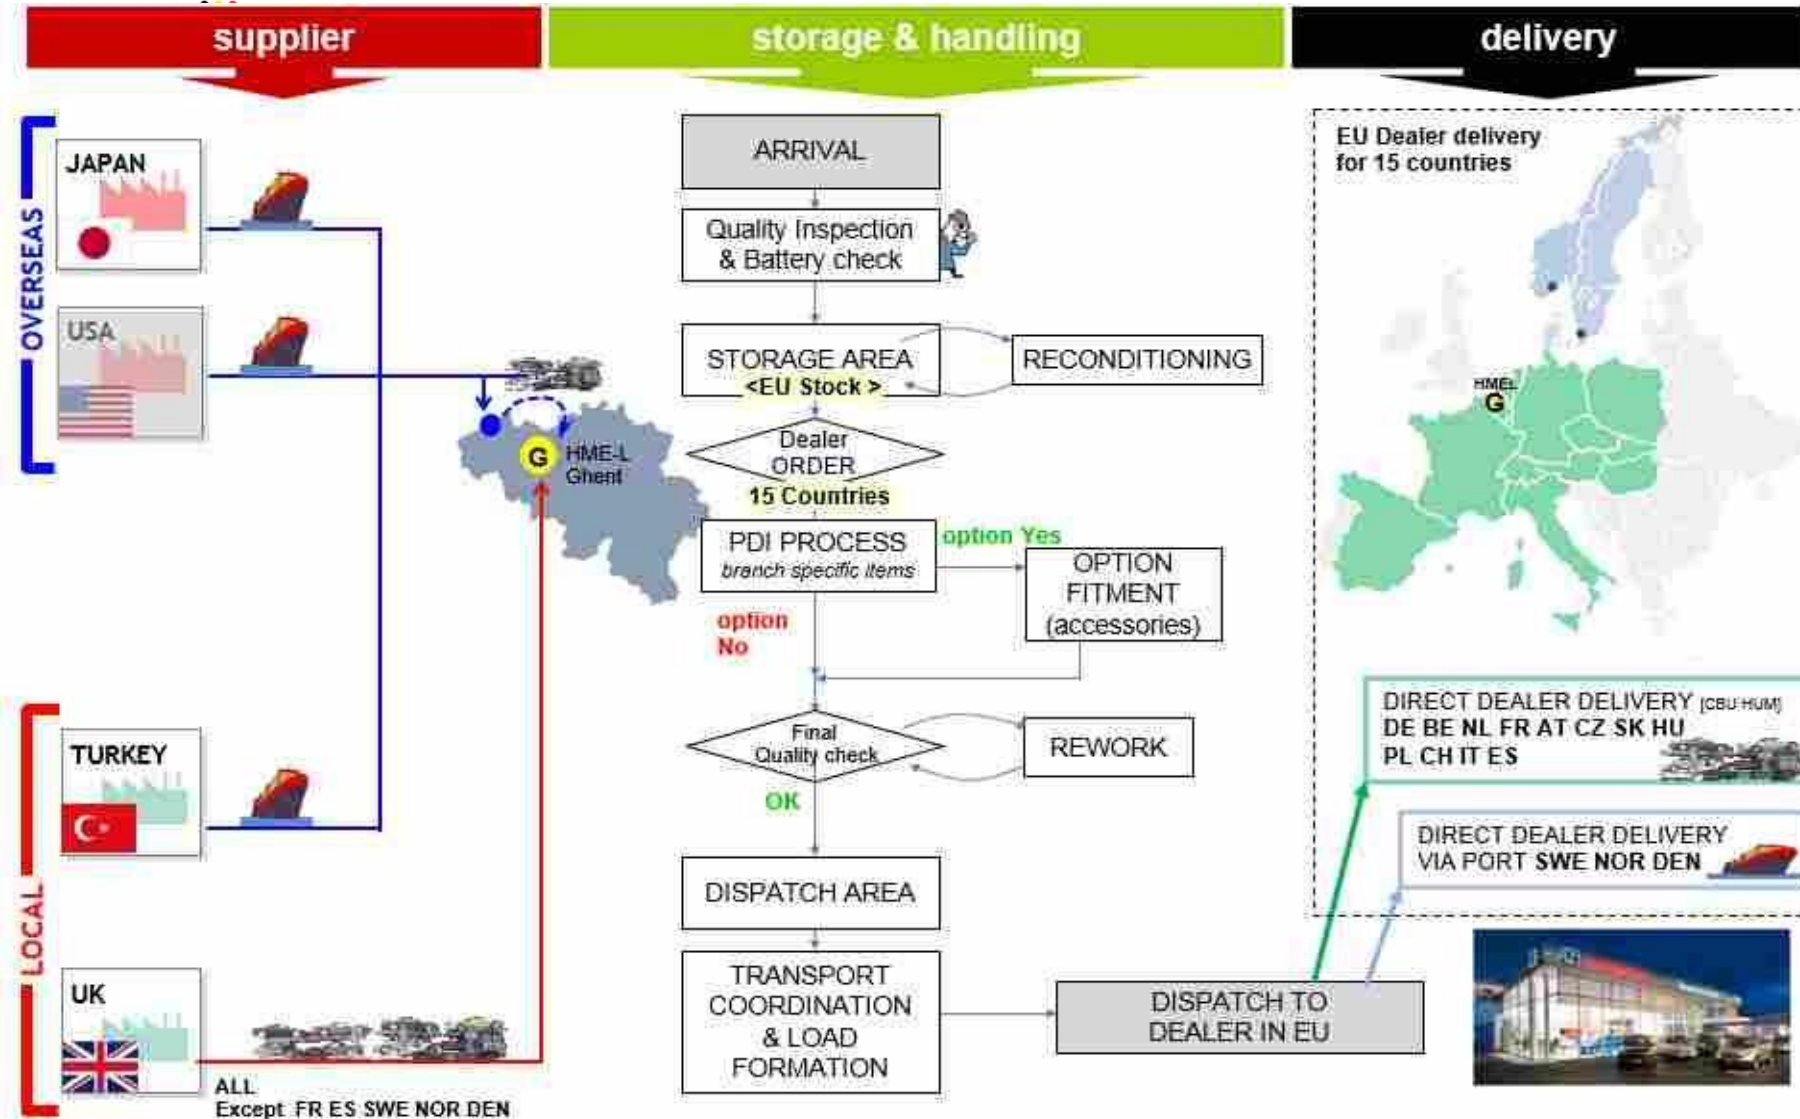 supplier
storage & handling
delivery
OVERSEAS
JAPAN
USA
HME-L
Ghent
G
LOCAL
TURKEY
UK
ALL
Except FR ES SWE NOR DEN
ARRIVAL
Quality Inspection
& Battery check
STORAGE AREA
<EU Stock >
RECONDITIONING
Dealer
ORDER
15 Countries
PDI PROCESS
branch specific items
option Yes
OPTION
FITMENT
(accessories)
option
No
Final
Quality check
REWORK
OK
DISPATCH AREA
TRANSPORT
COORDINATION
& LOAD
FORMATION
DISPATCH TO
DEALER IN EU
EU Dealer delivery
for 15 countries
HMEL
G
DIRECT DEALER DELIVERY [CBU HUM]
DE BE NL FR AT CZ SK HU
PL CH IT ES
DIRECT DEALER DELIVERY
VIA PORT SWE NOR DEN